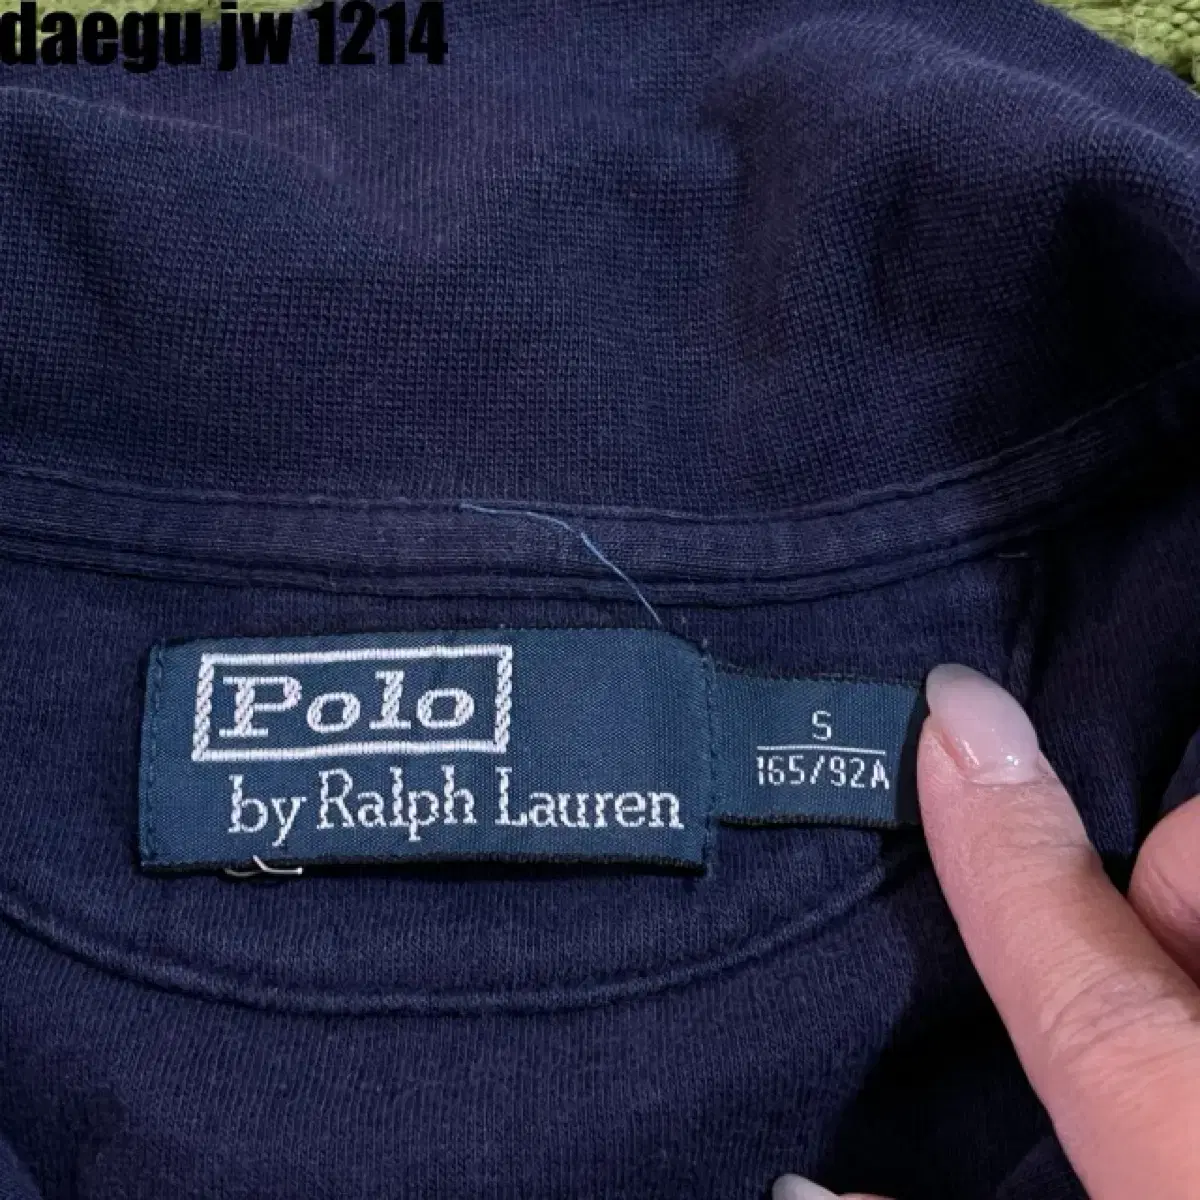 daegu jw 1214
Polo
by Ralph Lauren
S
165/92A